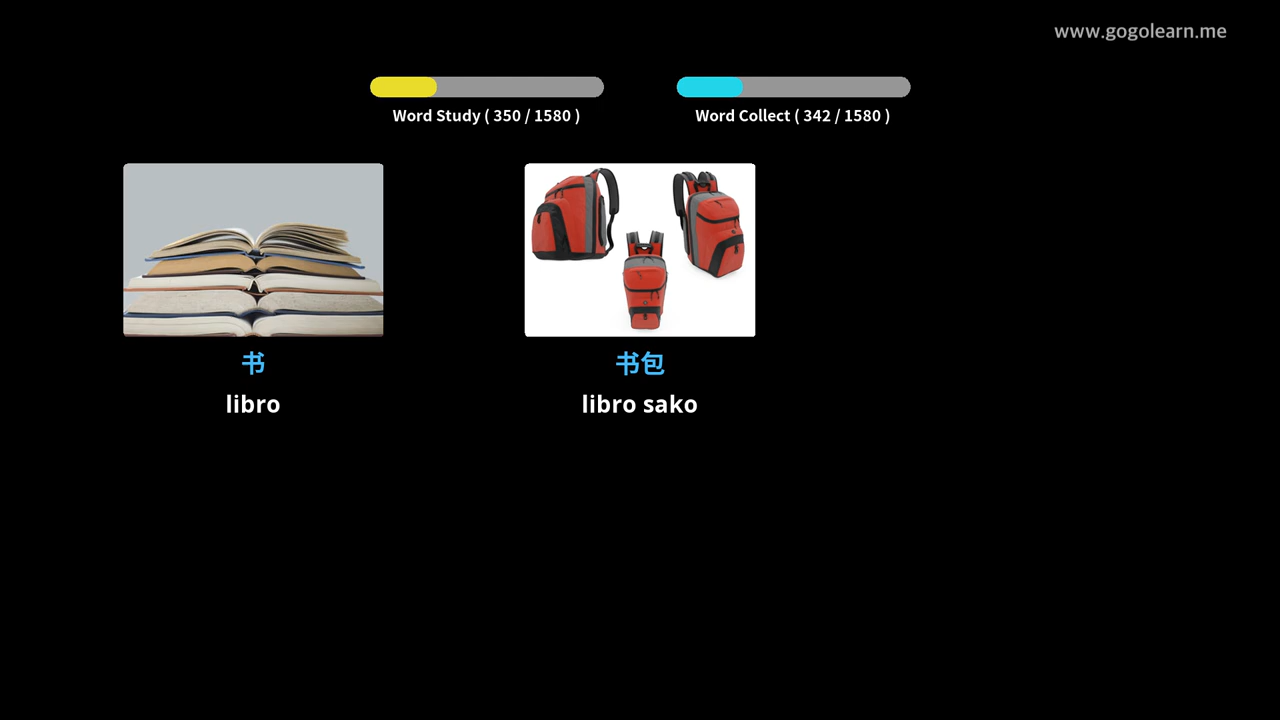 www.gogolearn.me
Word Study ( 350 / 1580 )
Word Collect ( 342 / 1580 )
书
libro
书包
libro sako